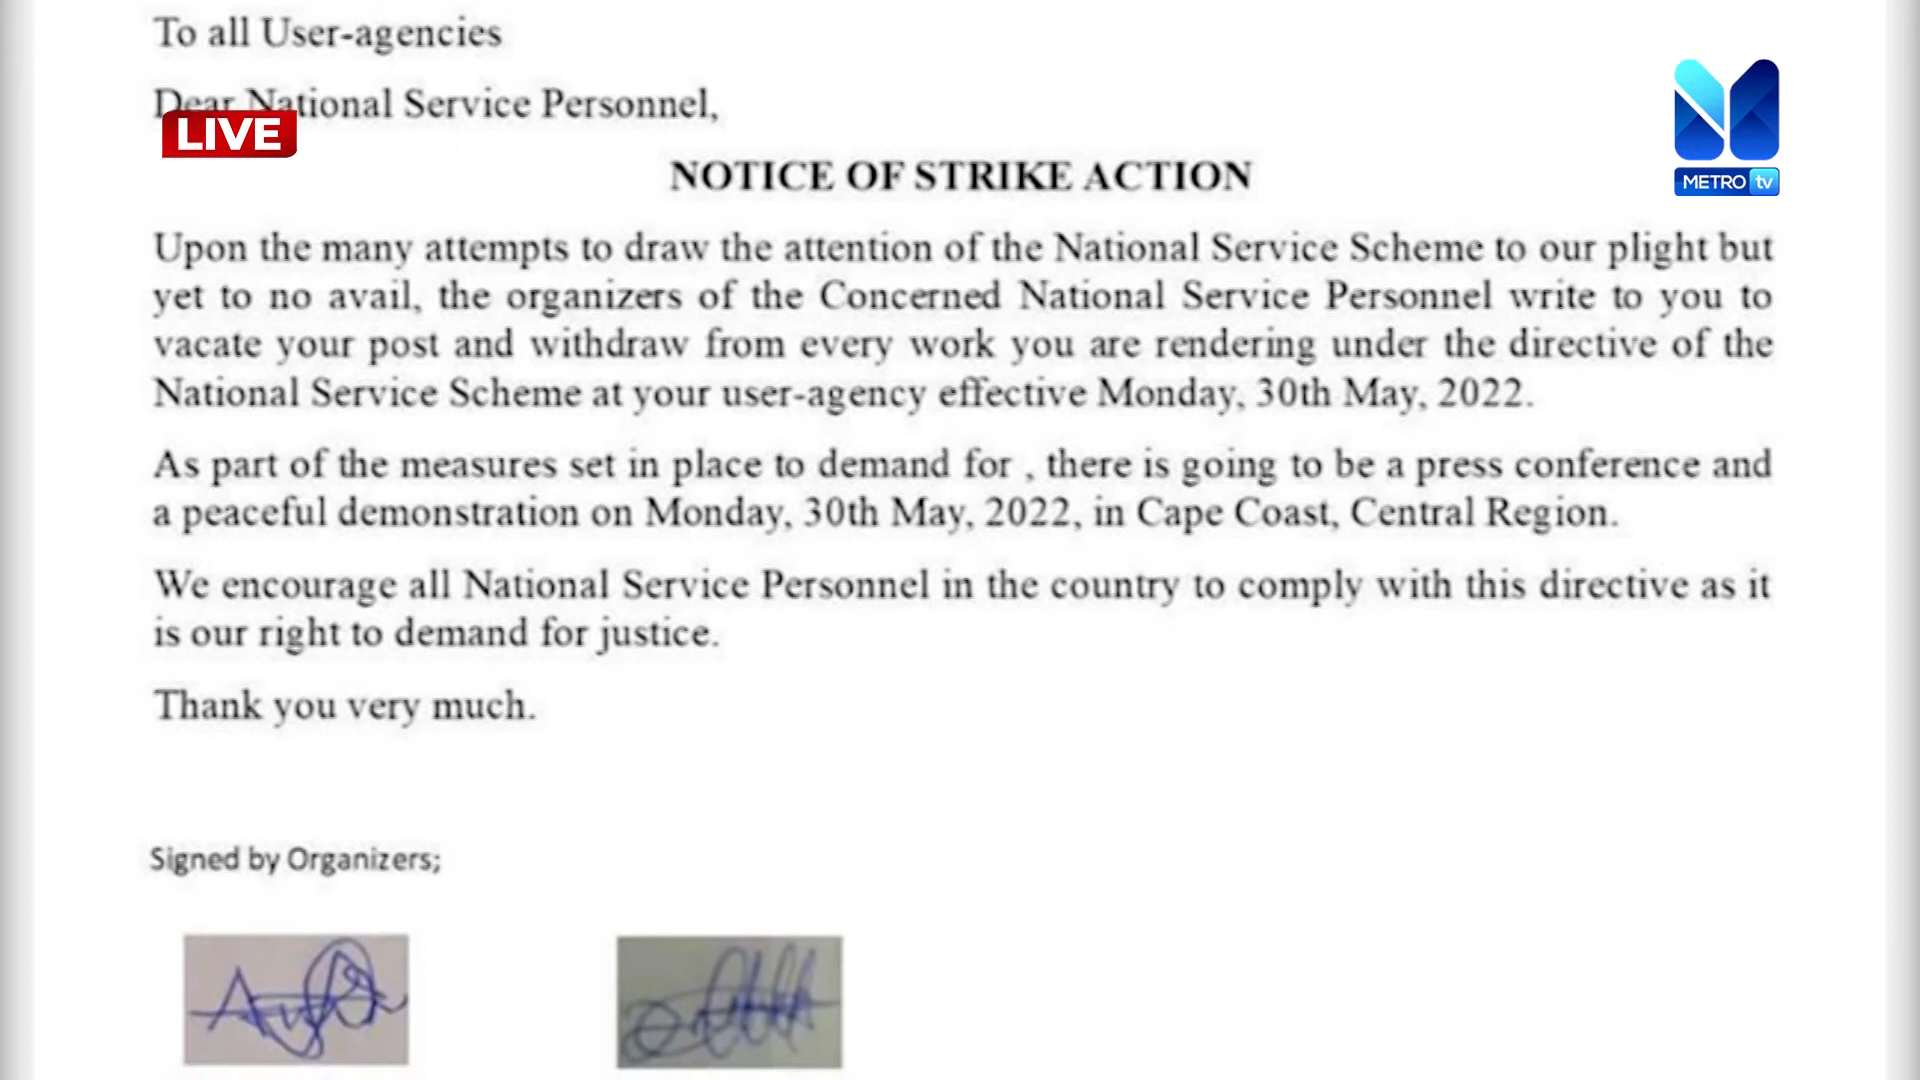 To all User-agencies
Dear National Service Personnel,
LIVE
METRO tv
NOTICE OF STRIKE ACTION
Upon the many attempts to draw the attention of the National Service Scheme to our plight but
yet to no avail, the organizers of the Concerned National Service Personnel write to you to
vacate your post and withdraw from every work you are rendering under the directive of the
National Service Scheme at your user-agency effective Monday, 30th May, 2022.
As part of the measures set in place to demand for , there is going to be a press conference and
a peaceful demonstration on Monday, 30th May, 2022, in Cape Coast, Central Region.
We encourage all National Service Personnel in the country to comply with this directive as it
is our right to demand for justice.
Thank you very much.
Signed by Organizers;